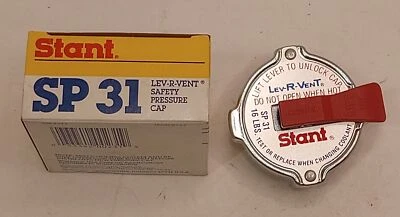 Stant®
SP 31
LEV-R-VENT®
SAFETY
PRESSURE
CAP
LIFT LEVER TO UNLOCK CAP
LEV-R-VENT®
DO NOT OPEN WHEN HOT
SP 31
16 LBS.
Stant®
TEST OR REPLACE WHEN CHANGING COOLANT